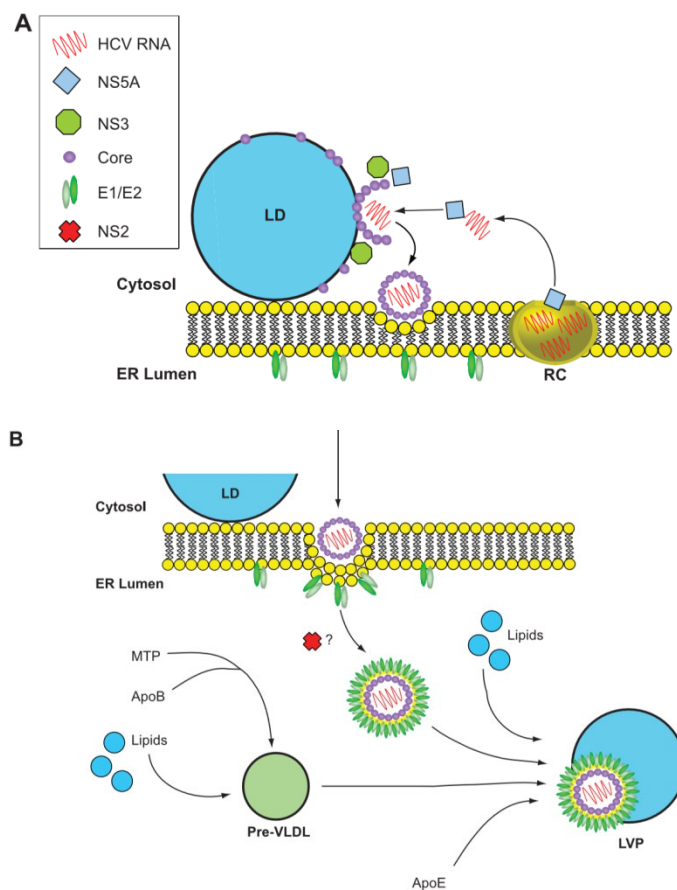 A
HCV RNA
NS5A
NS3
Core
E1/E2
NS2
LD
Cytosol
ER Lumen
RC
B
LD
Cytosol
ER Lumen
?
Lipids
MTP
ApoB
Lipids
Pre-VLDL
LVP
ApoE